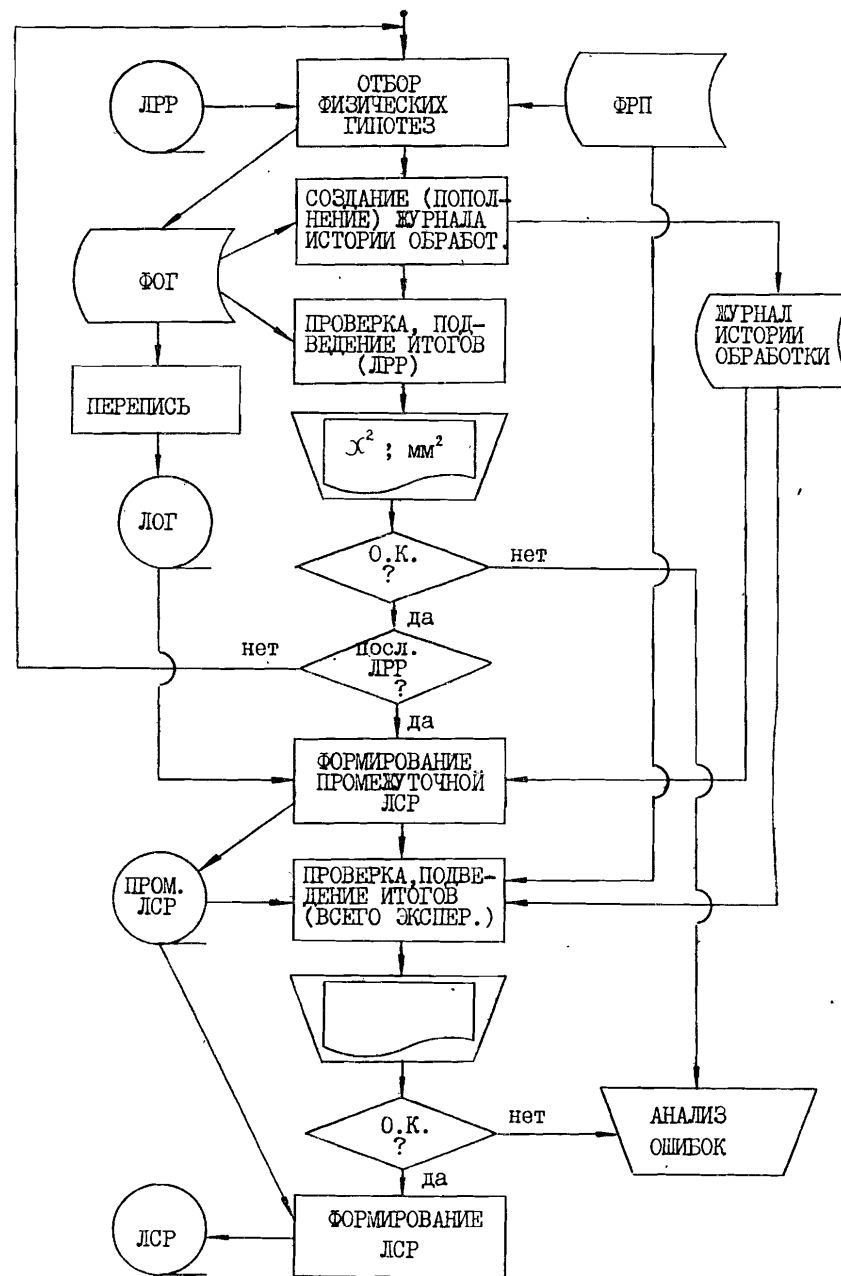 ОТБОР
ФИЗИЧЕСКИХ
ГИПОТЕЗ
ЛРР
ФРП
СОЗДАНИЕ (ПОПОЛ-
НЕНИЕ) ЖУРНАЛА
ИСТОРИИ ОБРАБОТ.
ФОГ
ЖУРНАЛ
ИСТОРИИ
ОБРАБОТКИ
ПРОВЕРКА, ПОД-
ВЕДЕНИЕ ИТОГОВ
(ЛРР)
ПЕРЕПИСЬ
χ² ; мм²
ЛОГ
О.К.
?
нет
да
посл.
ЛРР
?
нет
да
ФОРМИРОВАНИЕ
ПРОМЕЖУТОЧНОЙ
ЛСР
ПРОМ.
ЛСР
ПРОВЕРКА,ПОДВЕ-
ДЕНИЕ ИТОГОВ
(ВСЕГО ЭКСПЕР.)
О.К.
?
нет
да
АНАЛИЗ
ОШИБОК
ФОРМИРОВАНИЕ
ЛСР
ЛСР